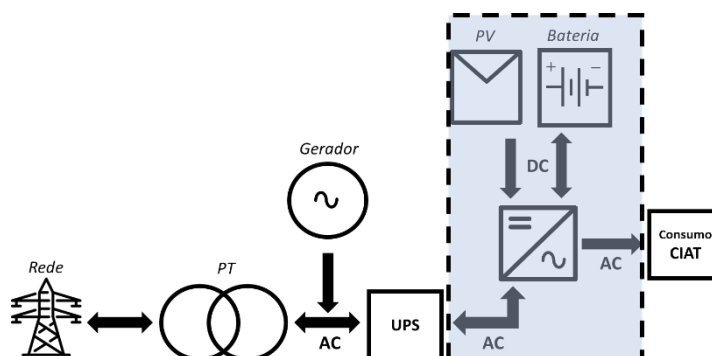 PV
Bateria
+
−
DC
Gerador
Consumo
CIAT
AC
Rede
PT
UPS
AC
AC